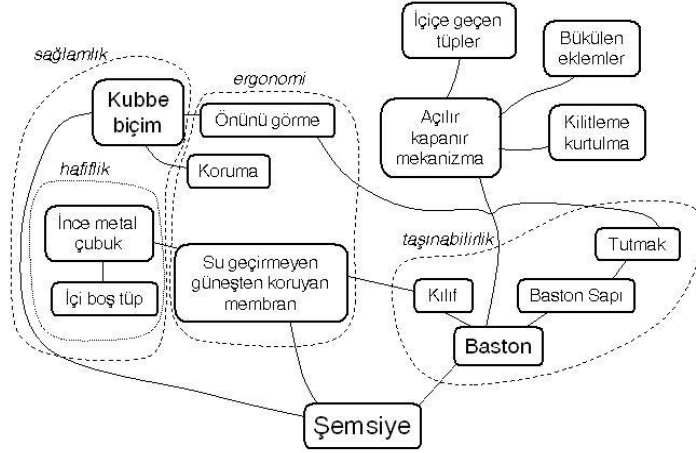 İçiçe geçen
tüpler
Bükülen
eklemler
sağlamlık
ergonomi
Kubbe
biçim
Önünü görme
Açılır
kapanır
mekanizma
Kilitleme
kurtulma
Koruma
hafiflik
İnce metal
çubuk
İçi boş tüp
Su geçirmeyen
güneşten koruyan
membran
taşınabilirlik
Tutmak
Kılıf
Baston Sapı
Baston
Şemsiye